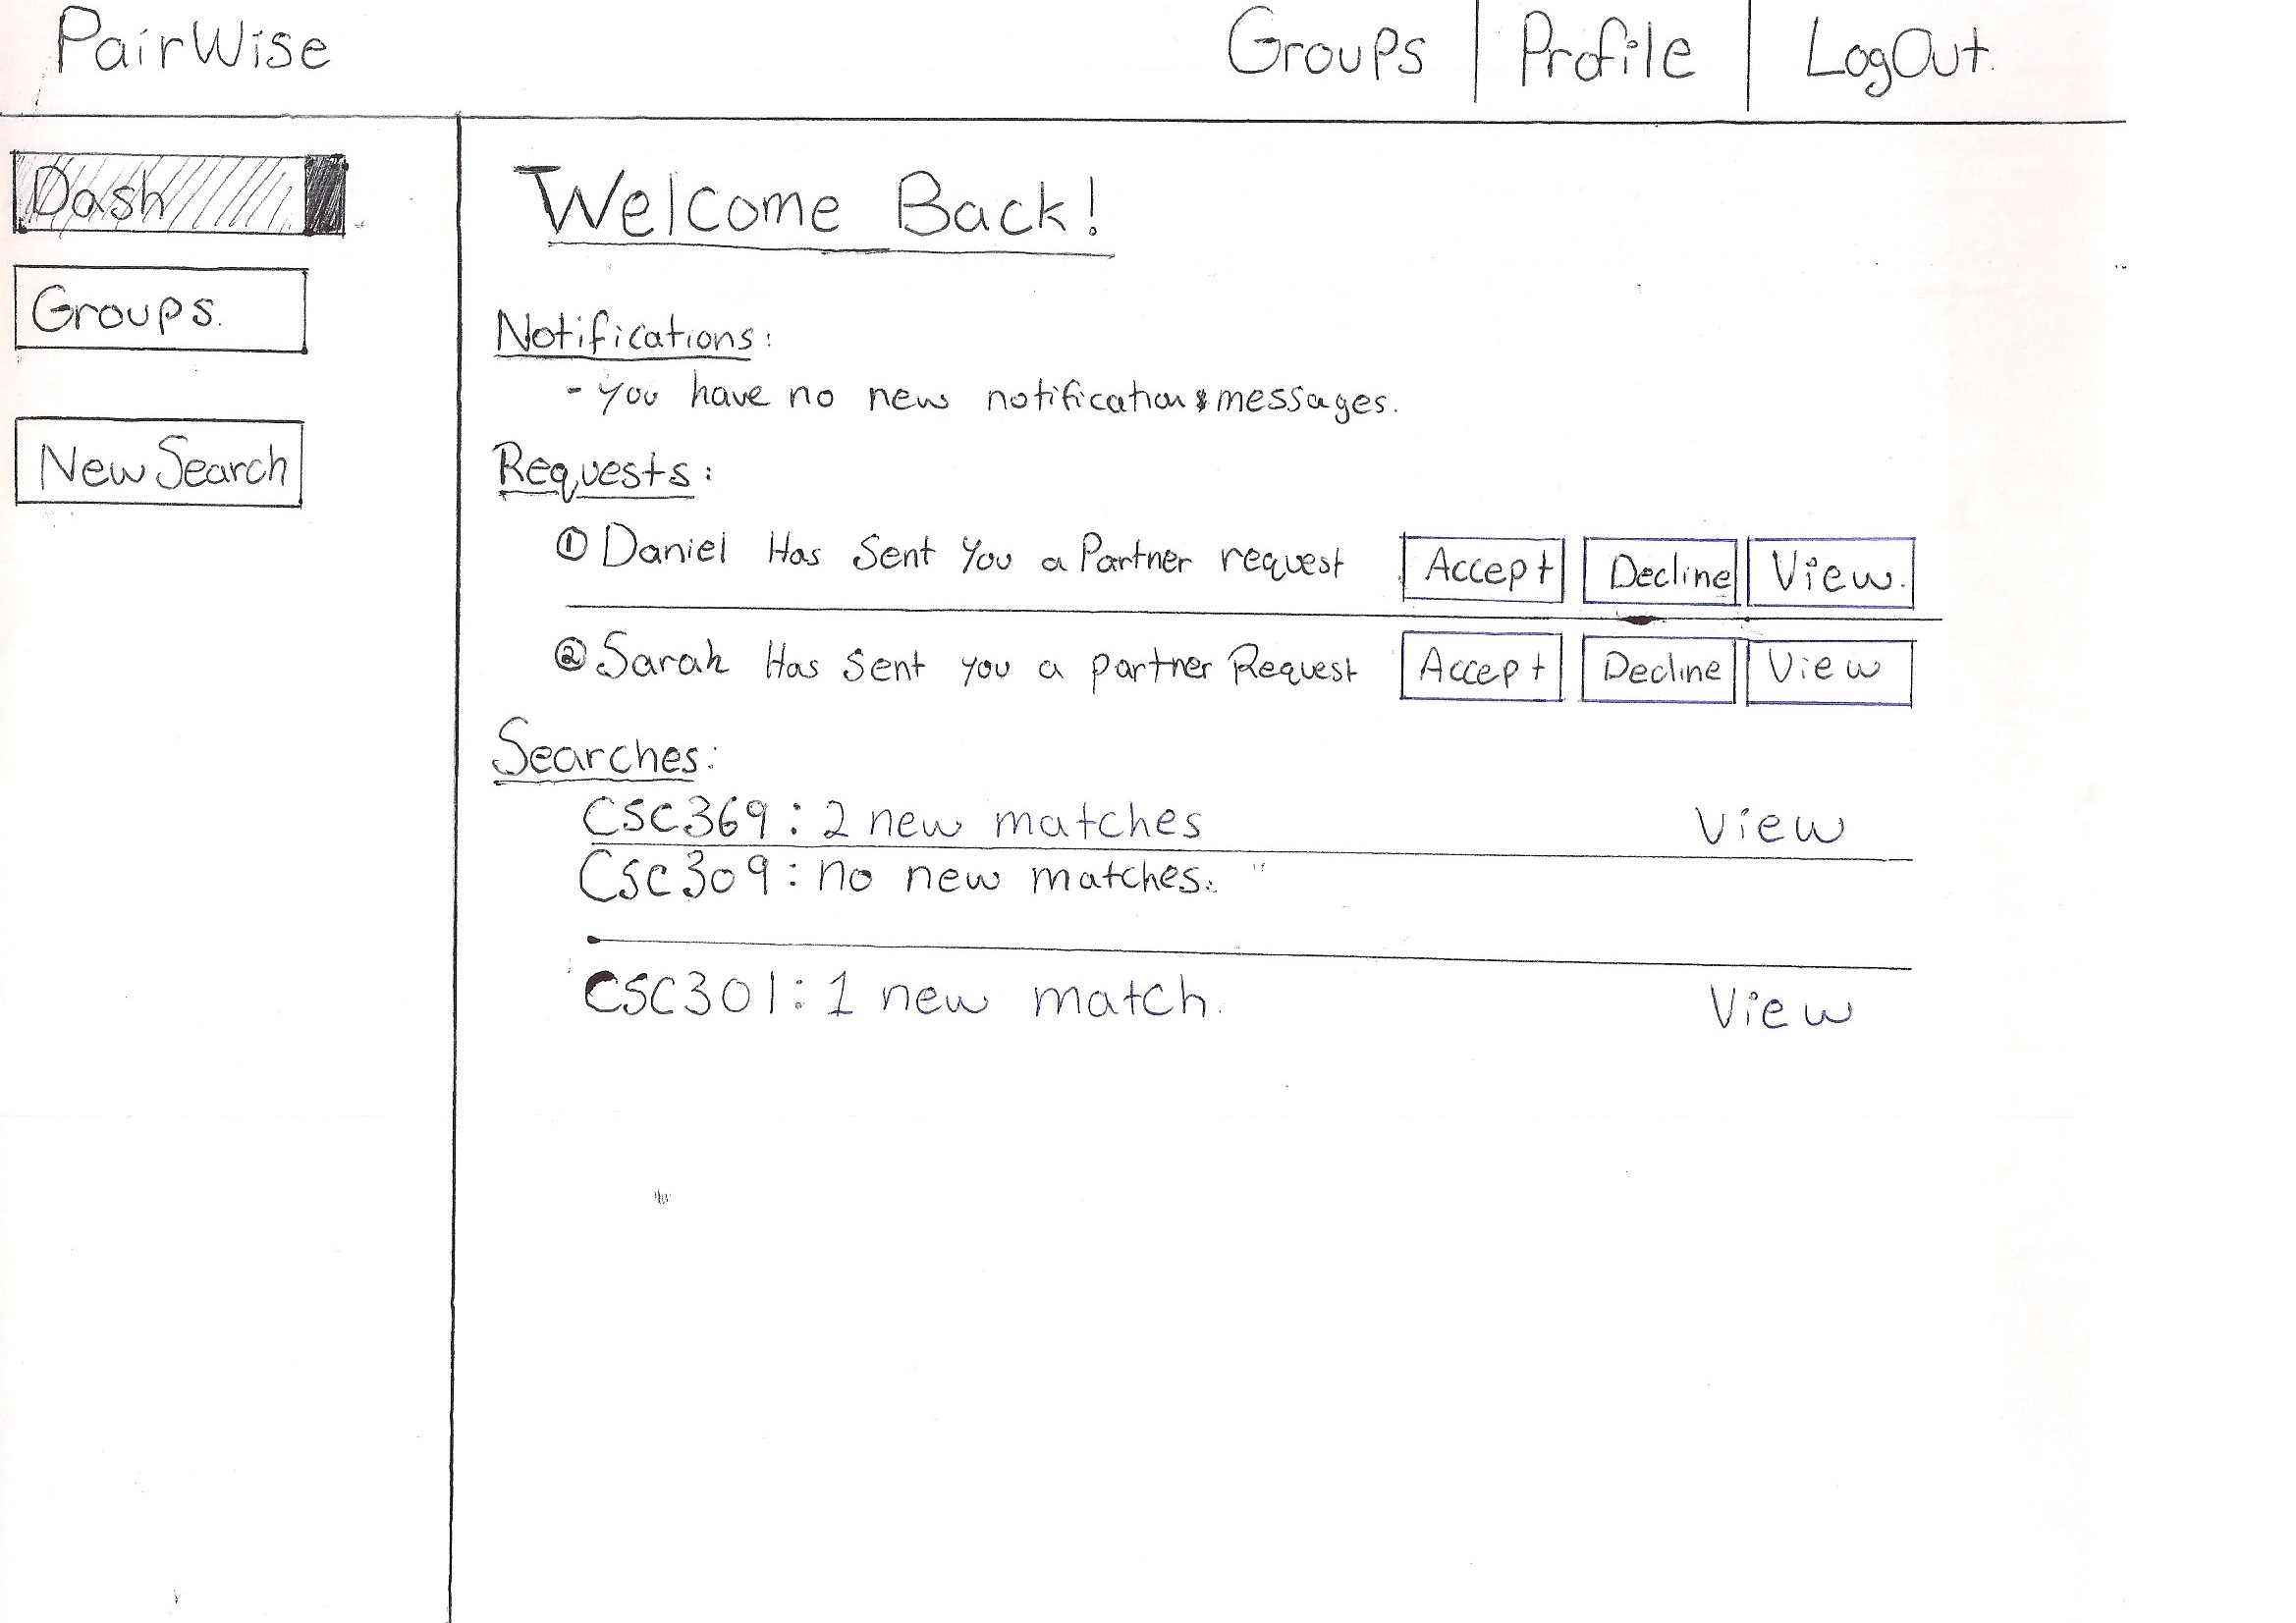 PairWise
Groups | Profile | LogOut.
Dash
Groups.
New Search
Welcome Back!
Notifications:
- you have no new notifications messages.
Requests:
① Daniel Has Sent You a Partner request Accept Decline View.
② Sarah Has Sent you a partner Request Accept Decline View
Searches:
CSC369: 2 new matches View
CSC309: no new matches.
CSC301: 1 new match. View